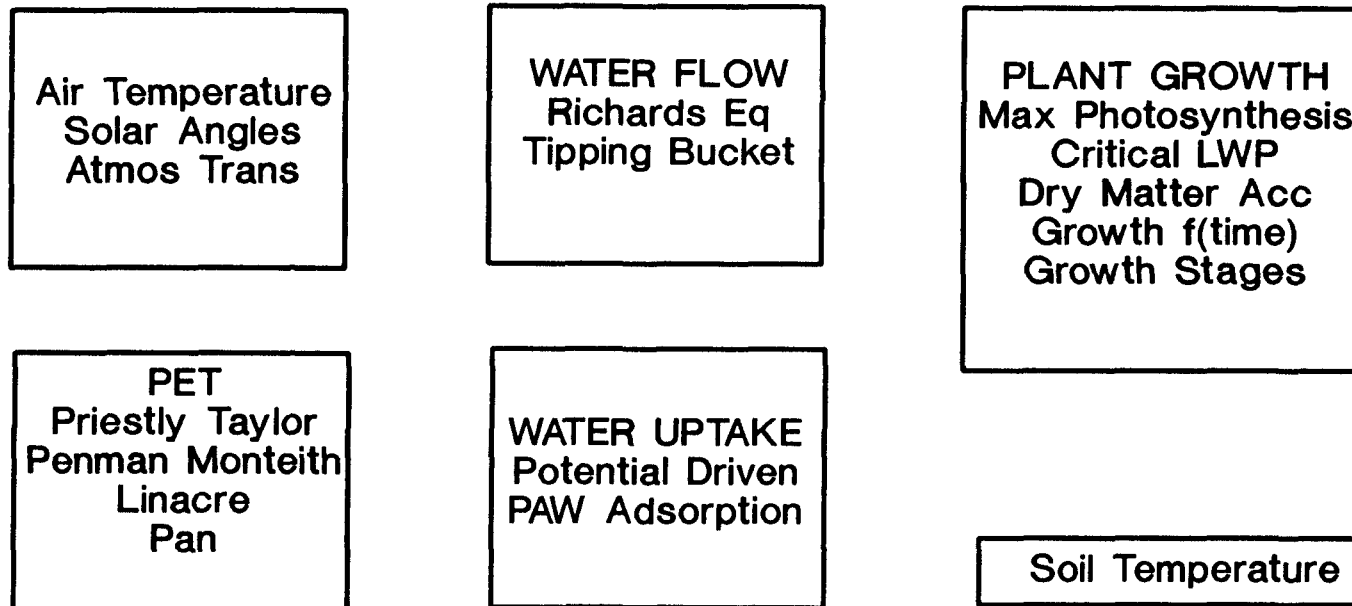 Air Temperature
Solar Angles
Atmos Trans
WATER FLOW
Richards Eq
Tipping Bucket
PLANT GROWTH
Max Photosynthesis
Critical LWP
Dry Matter Acc
Growth f(time)
Growth Stages
PET
Priestly Taylor
Penman Monteith
Linacre
Pan
WATER UPTAKE
Potential Driven
PAW Adsorption
Soil Temperature